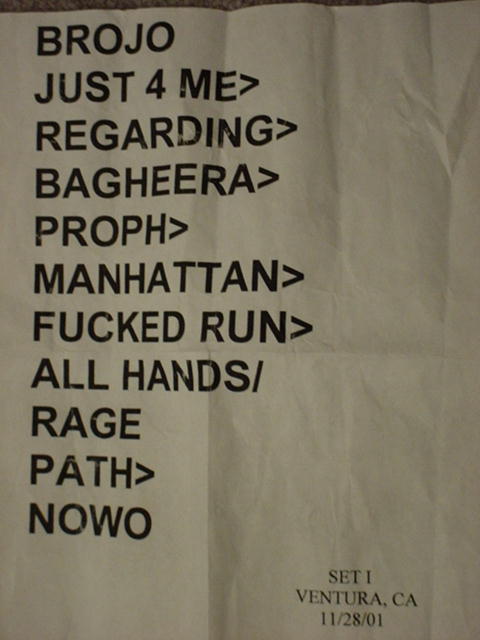 BROJO
JUST 4 ME>
REGARDING>
BAGHEERA>
PROPH>
MANHATTAN>
FUCKED RUN>
ALL HANDS/
RAGE
PATH>
NOWO
SET I
VENTURA, CA
11/28/01